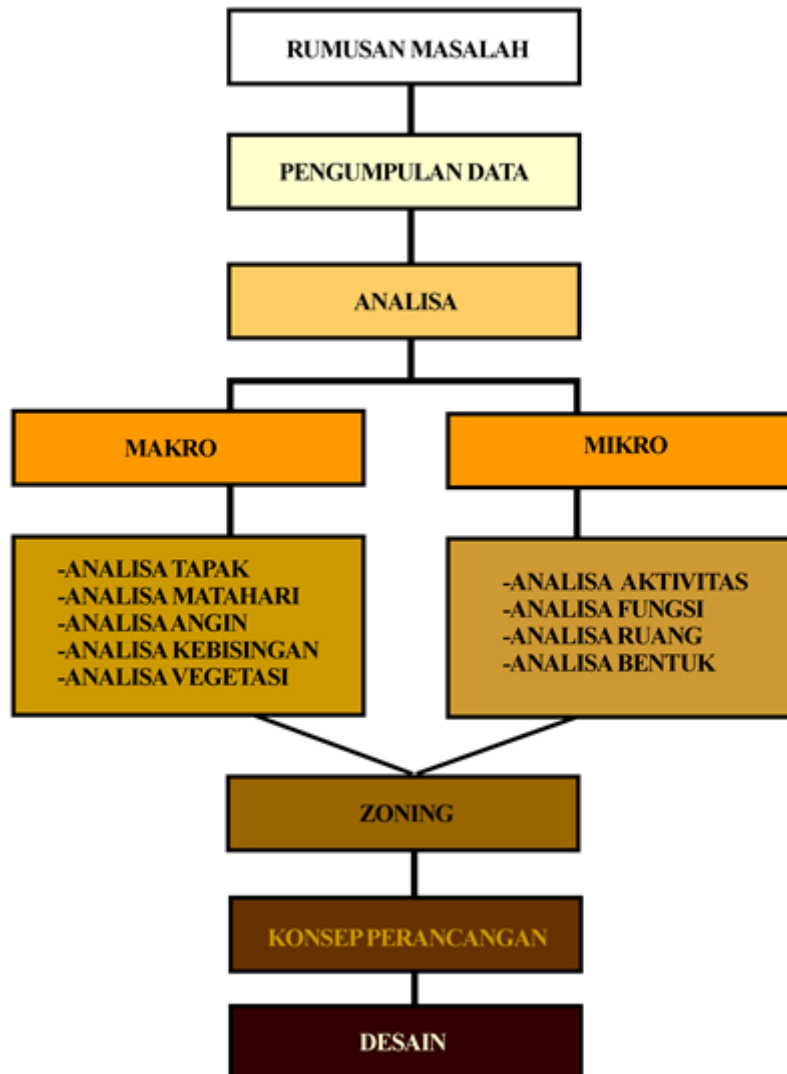 RUMUSAN MASALAH
PENGUMPULAN DATA
ANALISA
MAKRO
MIKRO
-ANALISA TAPAK
-ANALISA MATAHARI
-ANALISA ANGIN
-ANALISA KEBISINGAN
-ANALISA VEGETASI
-ANALISA AKTIVITAS
-ANALISA FUNGSI
-ANALISA RUANG
-ANALISA BENTUK
ZONING
KONSEP PERANCANGAN
DESAIN